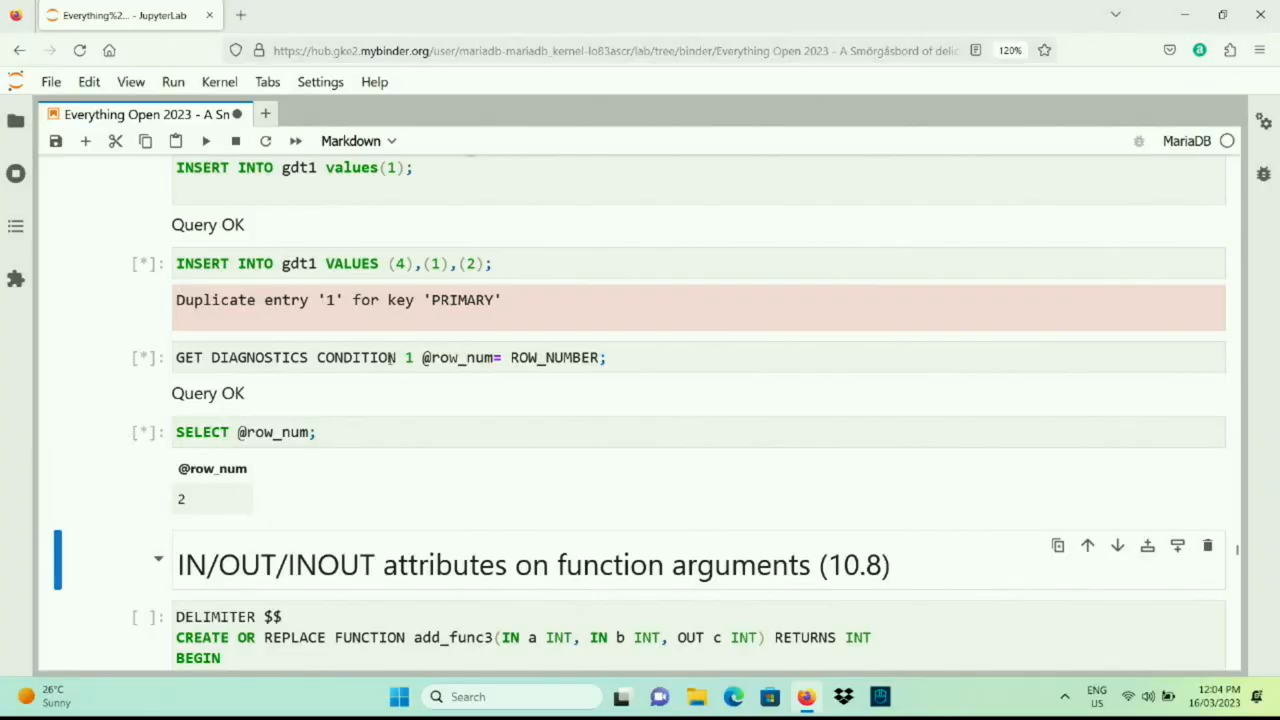 Everything%2... - JupyterLab
https://hub.gke2.mybinder.org/user/mariadb-mariadb_kernel-lo83ascr/lab/tree/binder/Everything Open 2023 - A Smörgåsbord of delic
120%
File Edit View Run Kernel Tabs Settings Help
Everything Open 2023 - A Sn
Markdown
MariaDB
INSERT INTO gdt1 values(1);
Query OK
[*]: INSERT INTO gdt1 VALUES (4),(1),(2);
Duplicate entry '1' for key 'PRIMARY'
[*]: GET DIAGNOSTICS CONDITION 1 @row_num= ROW_NUMBER;
Query OK
[*]: SELECT @row_num;
@row_num
2
IN/OUT/INOUT attributes on function arguments (10.8)
[ ]: DELIMITER $$
CREATE OR REPLACE FUNCTION add_func3(IN a INT, IN b INT, OUT c INT) RETURNS INT
BEGIN
26°C
Sunny
Search
ENG
US
12:04 PM
16/03/2023